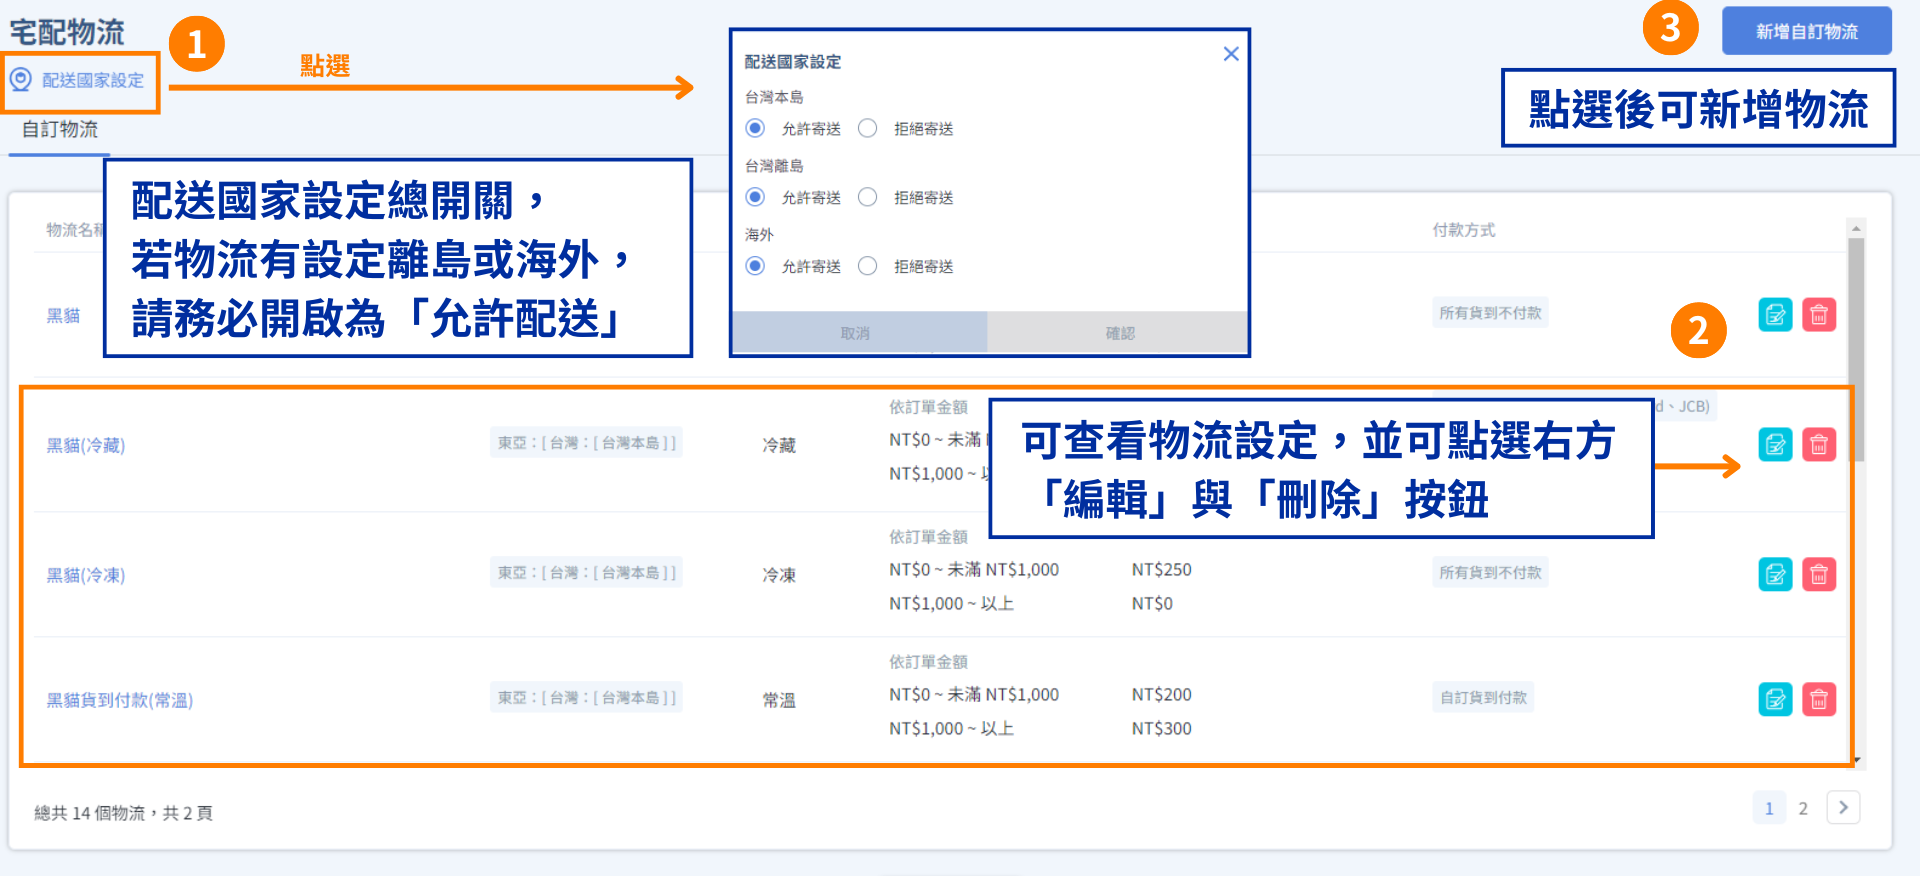 宅配物流
1
點選
3
新增自訂物流
配送國家設定
點選後可新增物流
自訂物流
配送國家設定
台灣本島
允許寄送
拒絕寄送
台灣離島
允許寄送
拒絕寄送
海外
允許寄送
拒絕寄送
取消
確認
配送國家設定總開關，
若物流有設定離島或海外，
請務必開啟為「允許配送」
物流名稱
付款方式
黑貓
所有貨到不付款
2
黑貓(冷藏)
東亞：[ 台灣：[ 台灣本島 ] ]
冷藏
依訂單金額
NT$0 ~ 未滿
NT$1,000 ~
、JCB)
可查看物流設定，並可點選右方
「編輯」與「刪除」按鈕
黑貓(冷凍)
東亞：[ 台灣：[ 台灣本島 ] ]
冷凍
依訂單金額
NT$0 ~ 未滿 NT$1,000
NT$250
NT$1,000 ~ 以上
NT$0
所有貨到不付款
黑貓貨到付款(常溫)
東亞：[ 台灣：[ 台灣本島 ] ]
常溫
依訂單金額
NT$0 ~ 未滿 NT$1,000
NT$200
NT$1,000 ~ 以上
NT$300
自訂貨到付款
總共 14 個物流，共 2 頁
1
2